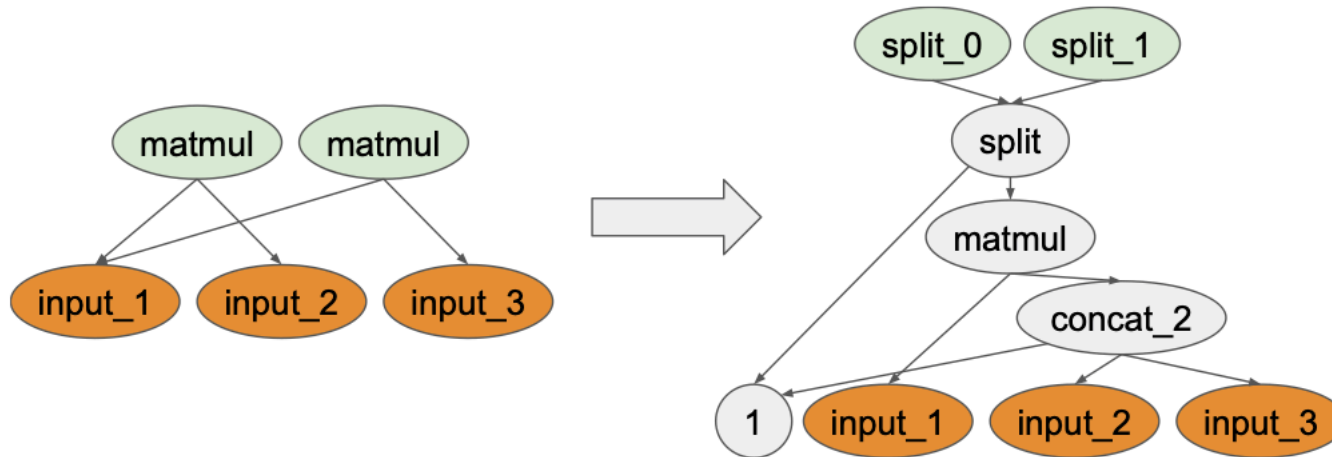 matmul
matmul
input_1
input_2
input_3
split_0
split_1
split
matmul
concat_2
1
input_1
input_2
input_3